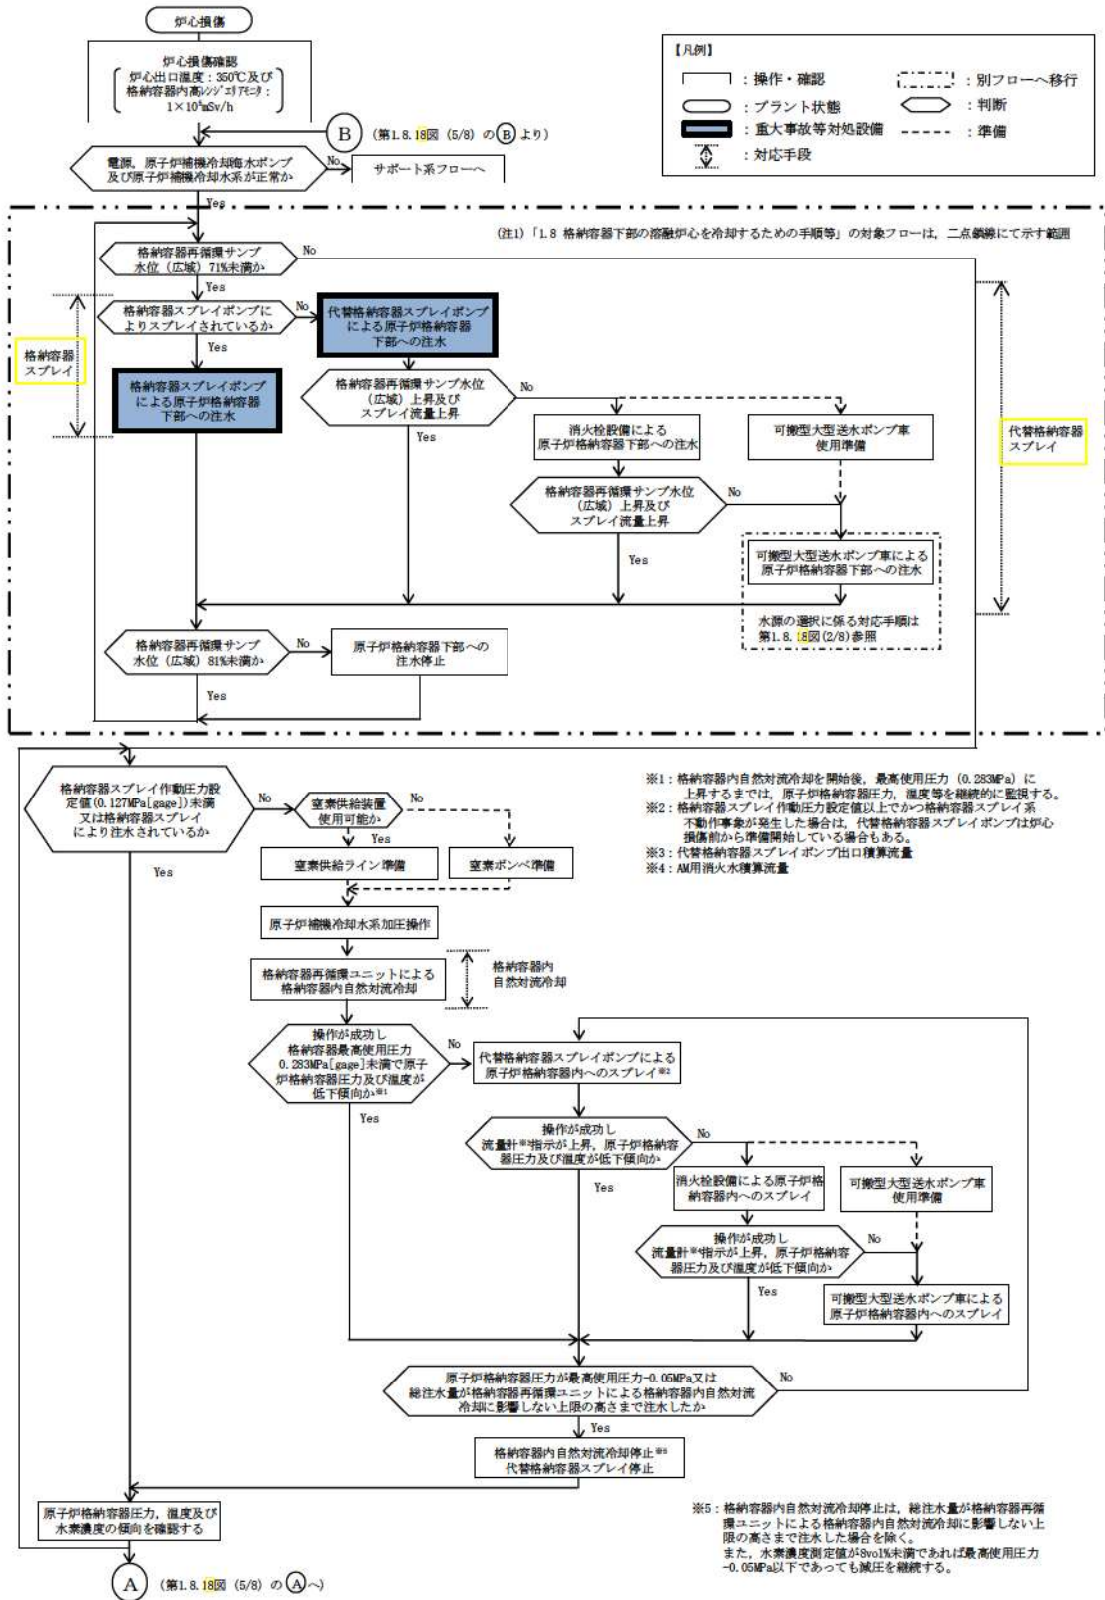 炉心損傷
炉心損傷確認
炉心出口温度:350℃及び
格納容器内高ﾚﾝｼﾞｴﾘｱﾓﾆﾀ:
1×10⁵mSv/h
【凡例】
:操作・確認
:別フローへ移行
:プラント状態
:判断
:重大事故等対処設備
:準備
:対応手段
B
(第1.8.18図 (5/8) の B より)
電源,原子炉補機冷却海水ポンプ
及び原子炉補機冷却水系が正常か
No
サポート系フローへ
Yes
(注1) 「1.8 格納容器下部の溶融炉心を冷却するための手順等」の対象フローは,二点鎖線にて示す範囲
格納容器再循環サンプ
水位 (広域) 71%未満か
No
Yes
格納容器スプレイポンプに
よりスプレイされているか
No
代替格納容器スプレイポンプ
による原子炉格納容器
下部への注水
Yes
格納容器
スプレイ
格納容器スプレイポンプ
による原子炉格納容器
下部への注水
格納容器再循環サンプ水位
(広域) 上昇及び
スプレイ流量上昇
No
Yes
消火栓設備による
原子炉格納容器下部への注水
可搬型大型送水ポンプ車
使用準備
代替格納容器
スプレイ
格納容器再循環サンプ水位
(広域) 上昇及び
スプレイ流量上昇
No
Yes
可搬型大型送水ポンプ車による
原子炉格納容器下部への注水
水源の選択に係る対応手順は
第1.8.18図(2/8)参照
格納容器再循環サンプ
水位 (広域) 81%未満か
No
原子炉格納容器下部への
注水停止
Yes
格納容器スプレイ作動圧力設
定値(0.127MPa[gage])未満
又は格納容器スプレイ
により注水されているか
No
窒素供給装置
使用可能か
No
Yes
Yes
窒素供給ライン準備
窒素ボンベ準備
※1:格納容器内自然対流冷却を開始後,最高使用圧力 (0.283MPa) に
上昇するまでは,原子炉格納容器圧力,温度等を継続的に監視する。
※2:格納容器スプレイ作動圧力設定値以上でかつ格納容器スプレイ系
不動作事象が発生した場合は,代替格納容器スプレイポンプは炉心
損傷前から準備開始している場合もある。
※3:代替格納容器スプレイポンプ出口積算流量
※4:AM用消火水積算流量
原子炉補機冷却水系加圧操作
格納容器再循環ユニットによる
格納容器内自然対流冷却
格納容器内
自然対流冷却
操作が成功し
格納容器最高使用圧力
0.283MPa[gage]未満で原子
炉格納容器圧力及び温度が
低下傾向か※1
No
Yes
代替格納容器スプレイポンプによる
原子炉格納容器内へのスプレイ※2
操作が成功し
流量計※3指示が上昇,原子炉格納容
器圧力及び温度が低下傾向か
No
Yes
消火栓設備による原子炉格
納容器内へのスプレイ
可搬型大型送水ポンプ車
使用準備
操作が成功し
流量計※4指示が上昇,原子炉格納容
器圧力及び温度が低下傾向か
No
Yes
可搬型大型送水ポンプ車による
原子炉格納容器内へのスプレイ
原子炉格納容器圧力が最高使用圧力-0.05MPa又は
総注水量が格納容器再循環ユニットによる格納容器内自然対流
冷却に影響しない上限の高さまで注水したか
No
Yes
格納容器内自然対流冷却停止※5
代替格納容器スプレイ停止
原子炉格納容器圧力,温度及び
水素濃度の傾向を確認する
※5:格納容器内自然対流冷却停止は,総注水量が格納容器再循
環ユニットによる格納容器内自然対流冷却に影響しない上
限の高さまで注水した場合を除く。
また,水素濃度測定値が8vol%未満であれば最高使用圧力
-0.05MPa以下であっても減圧を継続する。
A
(第1.8.18図 (5/8) の A へ)